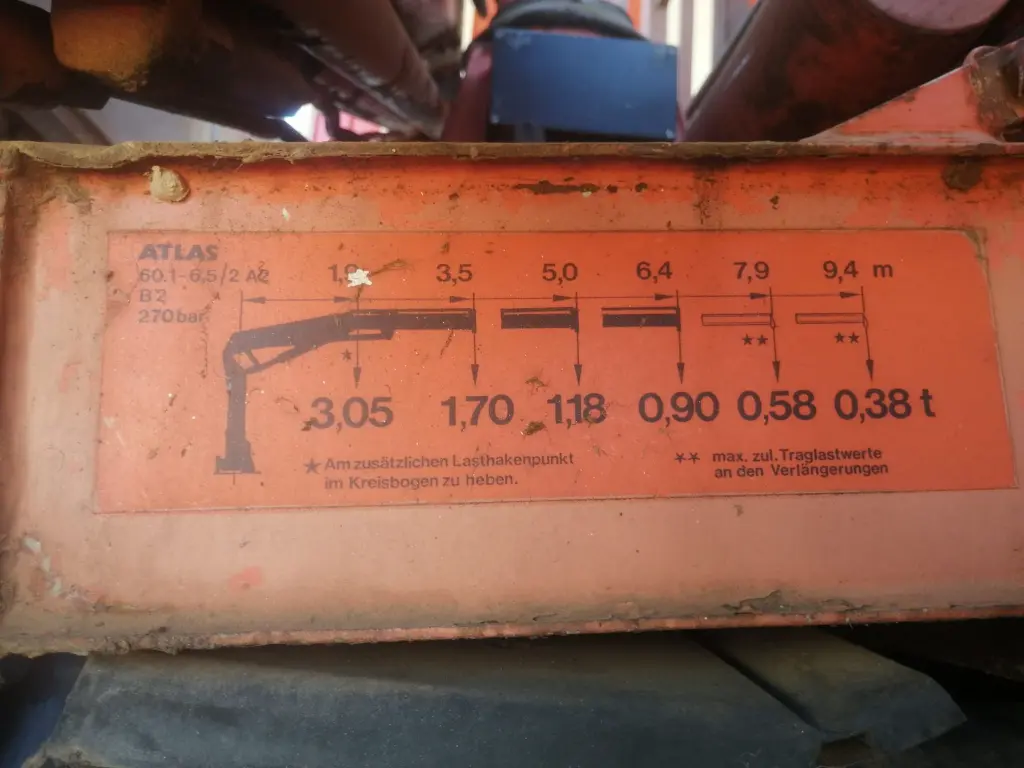 ATLAS
60.1-6,5/2 A2
B2
270 bar
3,5 5,0 6,4 7,9 9,4 m
★ ★★ ★★
3,05 1,70 1,18 0,90 0,58 0,38 t
★ Am zusätzlichen Lasthakenpunkt
im Kreisbogen zu heben.
★★ max. zul. Traglastwerte
an den Verlängerungen